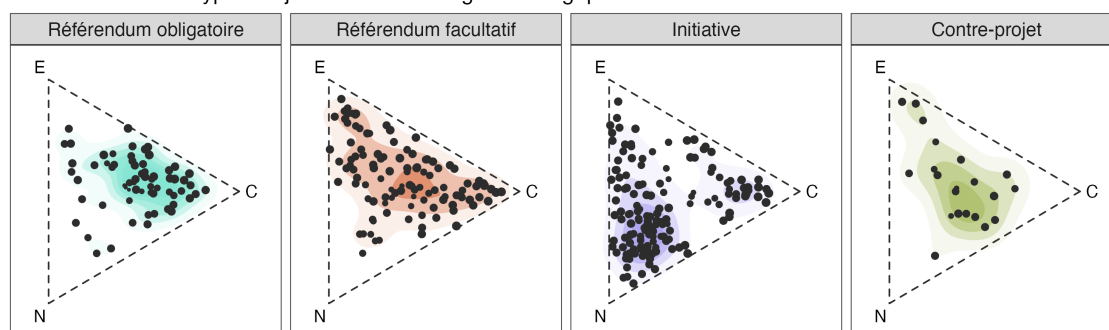 Référendum obligatoire
Référendum facultatif
Initiative
Contre-projet
E
C
N
E
C
N
E
C
N
E
C
N